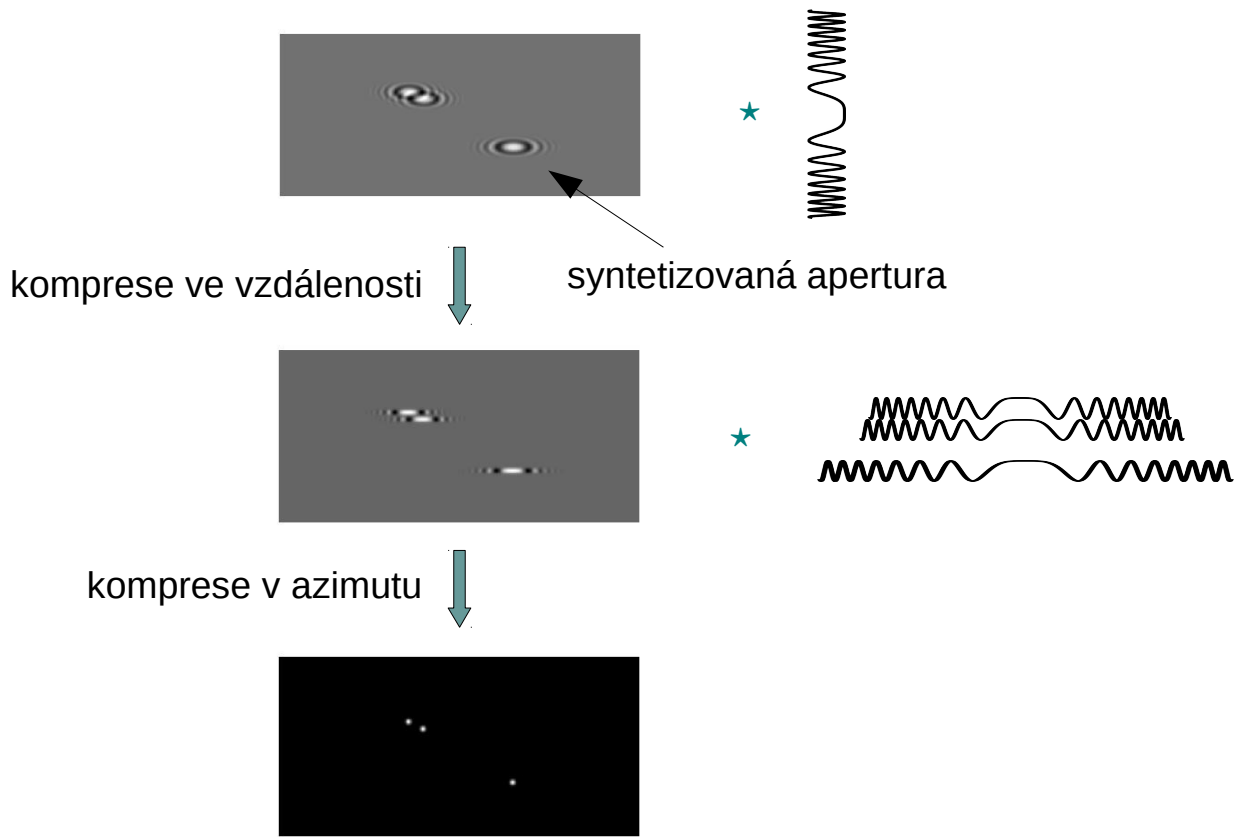 syntetizovaná apertura
komprese ve vzdálenosti
komprese v azimutu